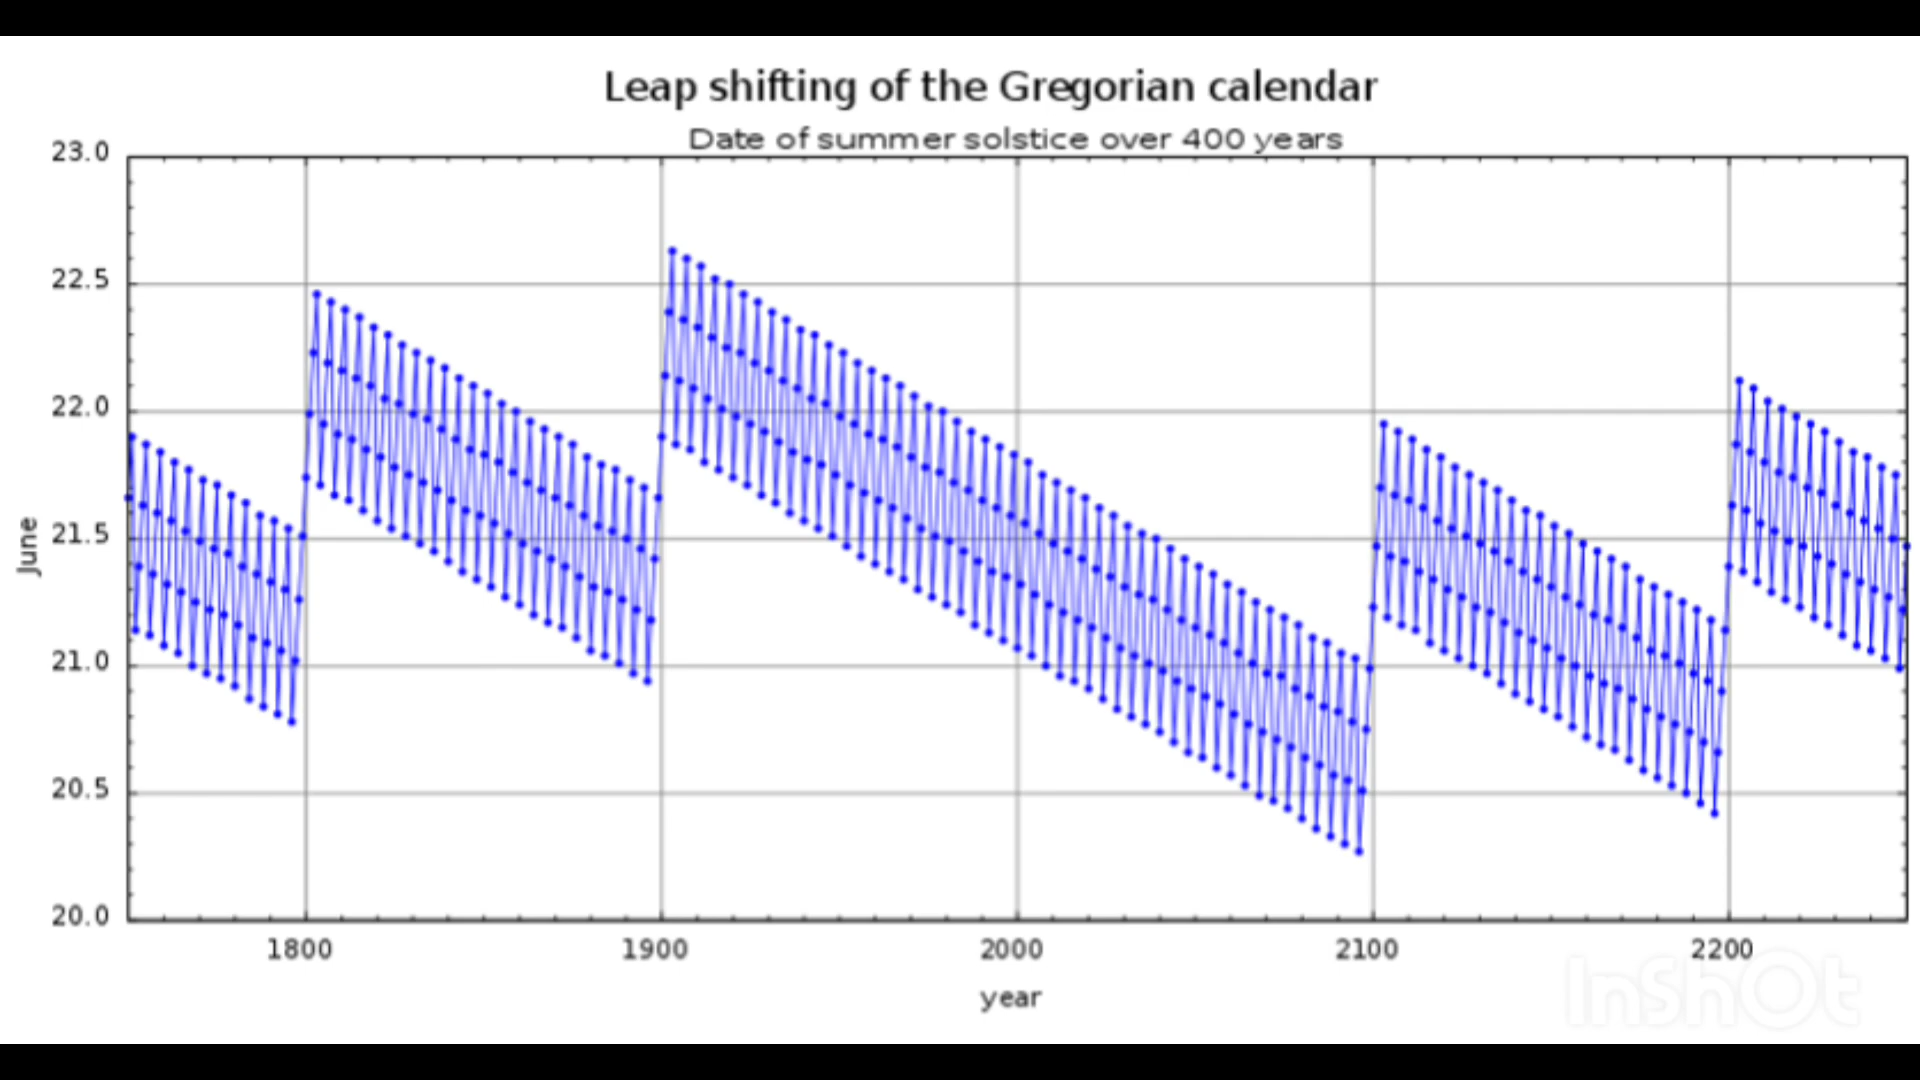 Leap shifting of the Gregorian calendar
Date of summer solstice over 400 years
23.0
22.5
22.0
21.5
21.0
20.5
20.0
June
1800 1900 2000 2100 2200
year
InShOt